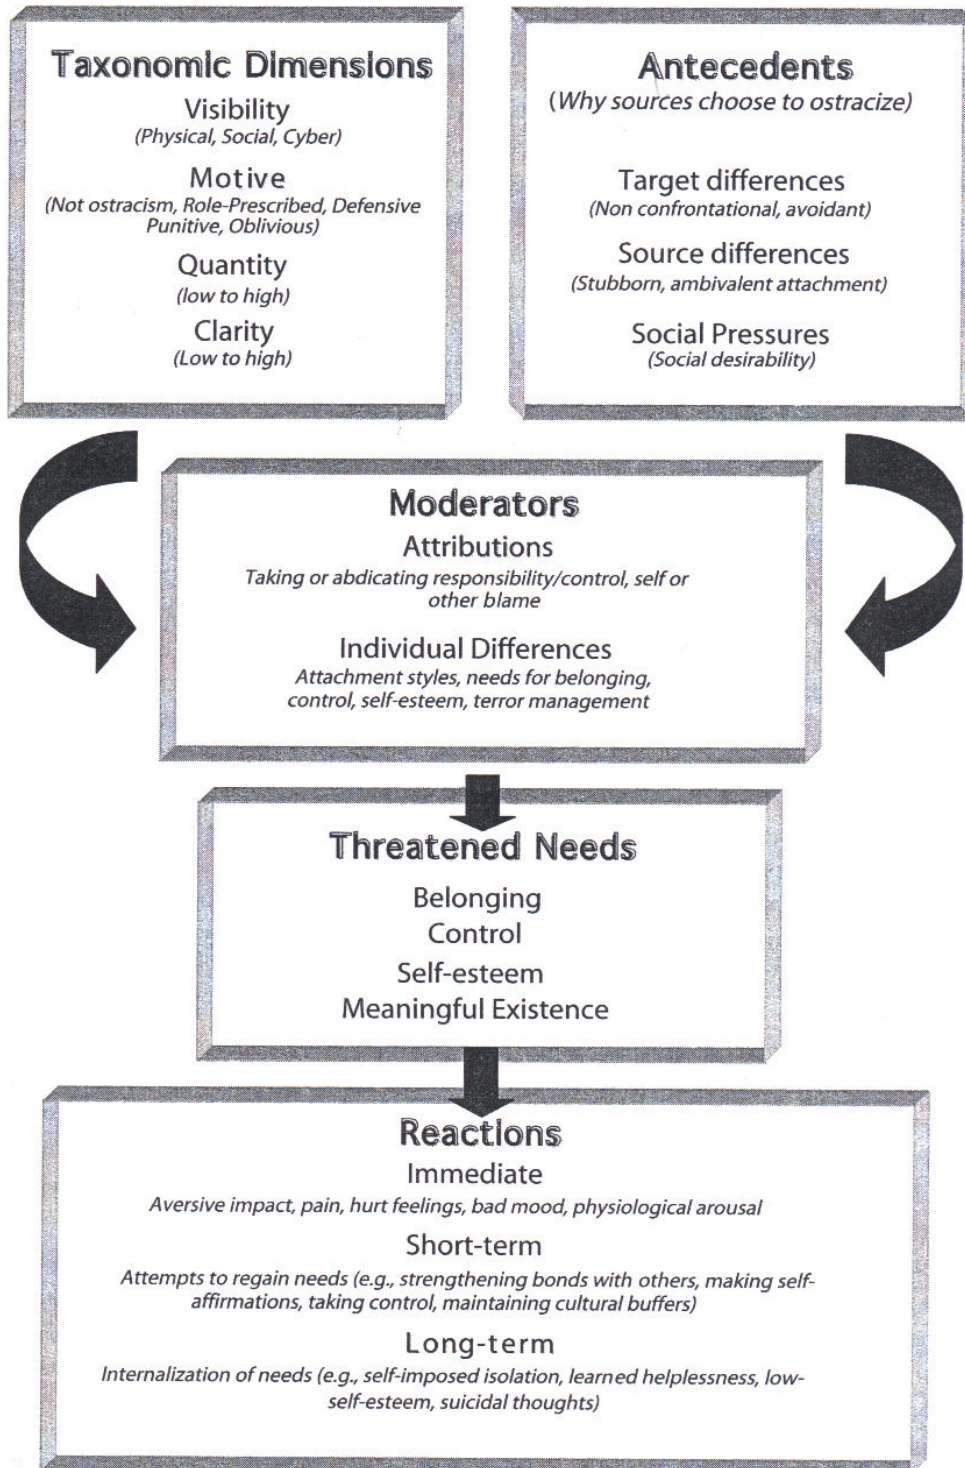 Taxonomic Dimensions
Visibility
(Physical, Social, Cyber)
Motive
(Not ostracism, Role-Prescribed, Defensive
Punitive, Oblivious)
Quantity
(low to high)
Clarity
(Low to high)
Antecedents
(Why sources choose to ostracize)
Target differences
(Non confrontational, avoidant)
Source differences
(Stubborn, ambivalent attachment)
Social Pressures
(Social desirability)
Moderators
Attributions
Taking or abdicating responsibility/control, self or
other blame
Individual Differences
Attachment styles, needs for belonging,
control, self-esteem, terror management
Threatened Needs
Belonging
Control
Self-esteem
Meaningful Existence
Reactions
Immediate
Aversive impact, pain, hurt feelings, bad mood, physiological arousal
Short-term
Attempts to regain needs (e.g., strengthening bonds with others, making self-
affirmations, taking control, maintaining cultural buffers)
Long-term
Internalization of needs (e.g., self-imposed isolation, learned helplessness, low-
self-esteem, suicidal thoughts)